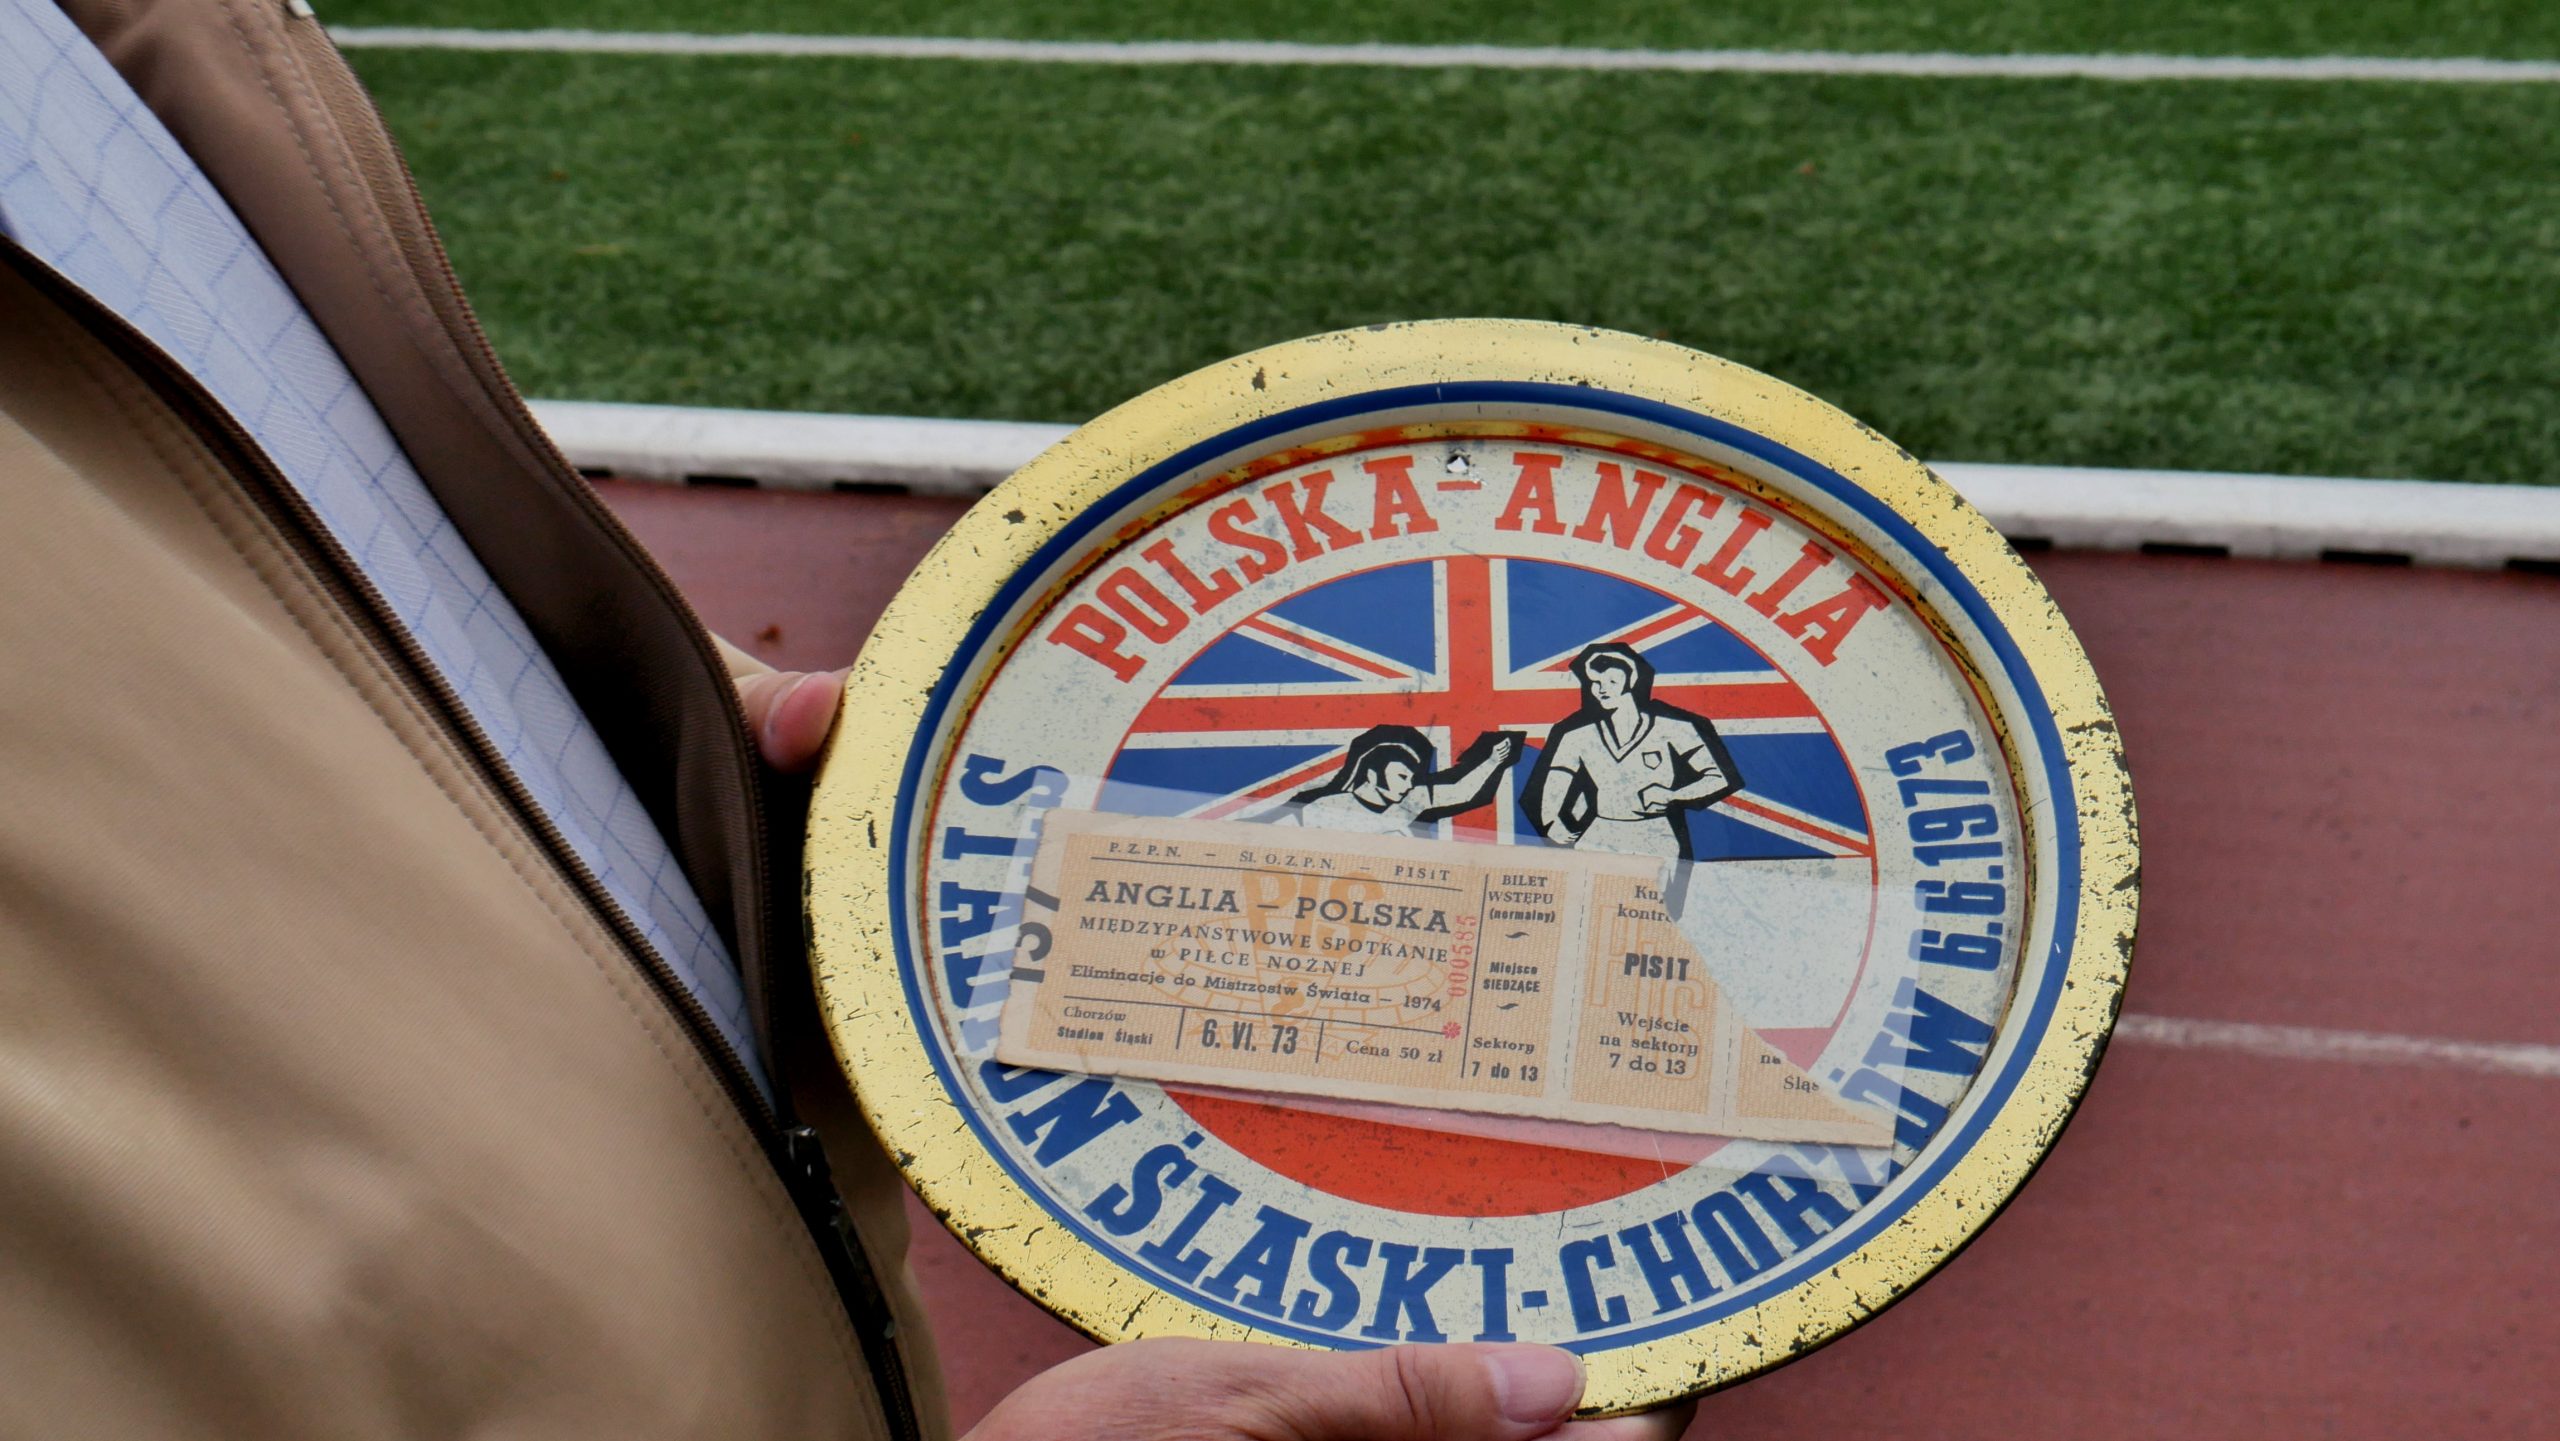 POLSKA-ANGLIA
STADION ŚLĄSKI-CHORZÓW 6.6.1973
157
P.Z.P.N. — Śl. O.Z.P.N. — PISiT
ANGLIA — POLSKA
MIĘDZYPAŃSTWOWE SPOTKANIE
w PIŁCE NOŻNEJ
Eliminacje do Mistrzostw Świata — 1974
Chorzów
Stadion Śląski
6. VI. 73
Cena 50 zł
000585
BILET
WSTĘPU
(normalny)
Miejsce
SIEDZĄCE
Sektory
7 do 13
PISIT
Wejście
na sektory
7 do 13
na